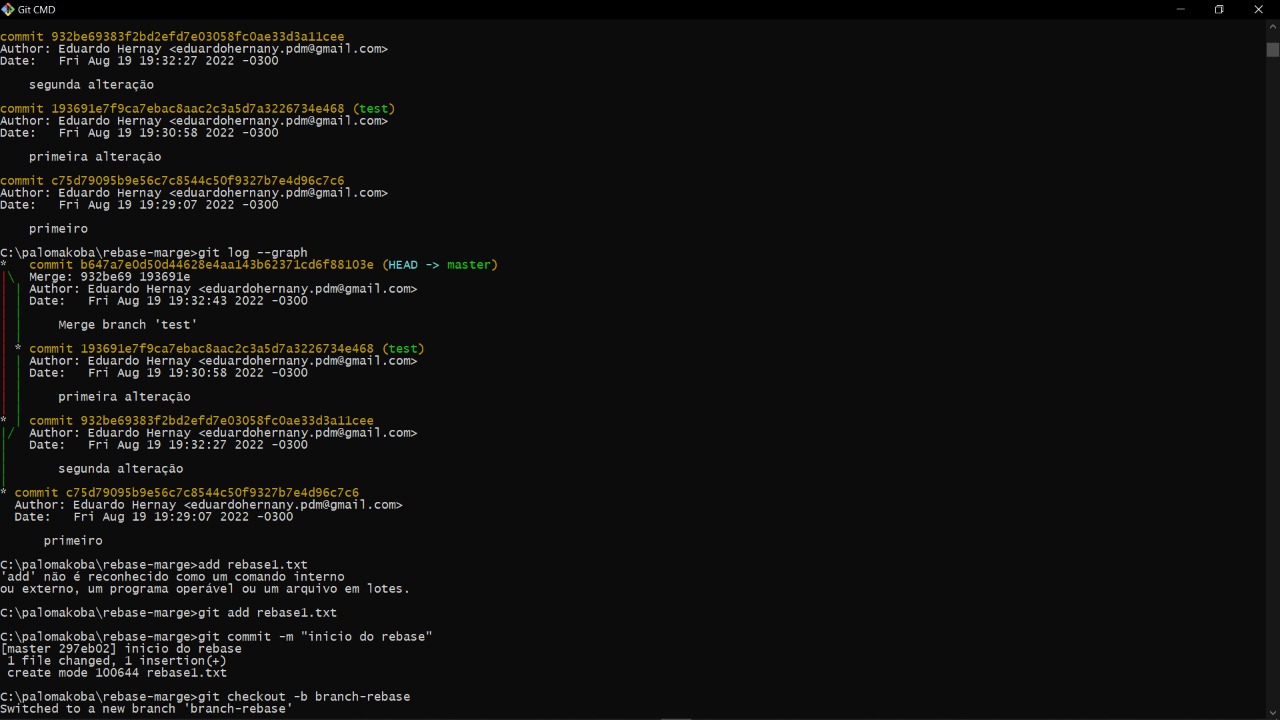 Git CMD
commit 932be69383f2bd2efd7e03058fc0ae33d3a11cee
Author: Eduardo Hernay <eduardohernany.pdm@gmail.com>
Date:   Fri Aug 19 19:32:27 2022 -0300
segunda alteração
commit 193691e7f9ca7ebac8aac2c3a5d7a3226734e468 (test)
Author: Eduardo Hernay <eduardohernany.pdm@gmail.com>
Date:   Fri Aug 19 19:30:58 2022 -0300
primeira alteração
commit c75d79095b9e56c7c8544c50f9327b7e4d96c7c6
Author: Eduardo Hernay <eduardohernany.pdm@gmail.com>
Date:   Fri Aug 19 19:29:07 2022 -0300
primeiro
C:\palomakoba\rebase-marge>git log --graph
*   commit b647a7e0d50d44628e4aa143b62371cd6f88103e (HEAD -> master)
|\  Merge: 932be69 193691e
| | Author: Eduardo Hernay <eduardohernany.pdm@gmail.com>
| | Date:   Fri Aug 19 19:32:43 2022 -0300
| |
| |     Merge branch 'test'
| |
| * commit 193691e7f9ca7ebac8aac2c3a5d7a3226734e468 (test)
| | Author: Eduardo Hernay <eduardohernany.pdm@gmail.com>
| | Date:   Fri Aug 19 19:30:58 2022 -0300
| |
| |     primeira alteração
| |
* | commit 932be69383f2bd2efd7e03058fc0ae33d3a11cee
|/  Author: Eduardo Hernay <eduardohernany.pdm@gmail.com>
|   Date:   Fri Aug 19 19:32:27 2022 -0300
|
|       segunda alteração
|
* commit c75d79095b9e56c7c8544c50f9327b7e4d96c7c6
Author: Eduardo Hernay <eduardohernany.pdm@gmail.com>
Date:   Fri Aug 19 19:29:07 2022 -0300
primeiro
C:\palomakoba\rebase-marge>add rebase1.txt
'add' não é reconhecido como um comando interno
ou externo, um programa operável ou um arquivo em lotes.
C:\palomakoba\rebase-marge>git add rebase1.txt
C:\palomakoba\rebase-marge>git commit -m "inicio do rebase"
[master 297eb02] inicio do rebase
1 file changed, 1 insertion(+)
create mode 100644 rebase1.txt
C:\palomakoba\rebase-marge>git checkout -b branch-rebase
Switched to a new branch 'branch-rebase'